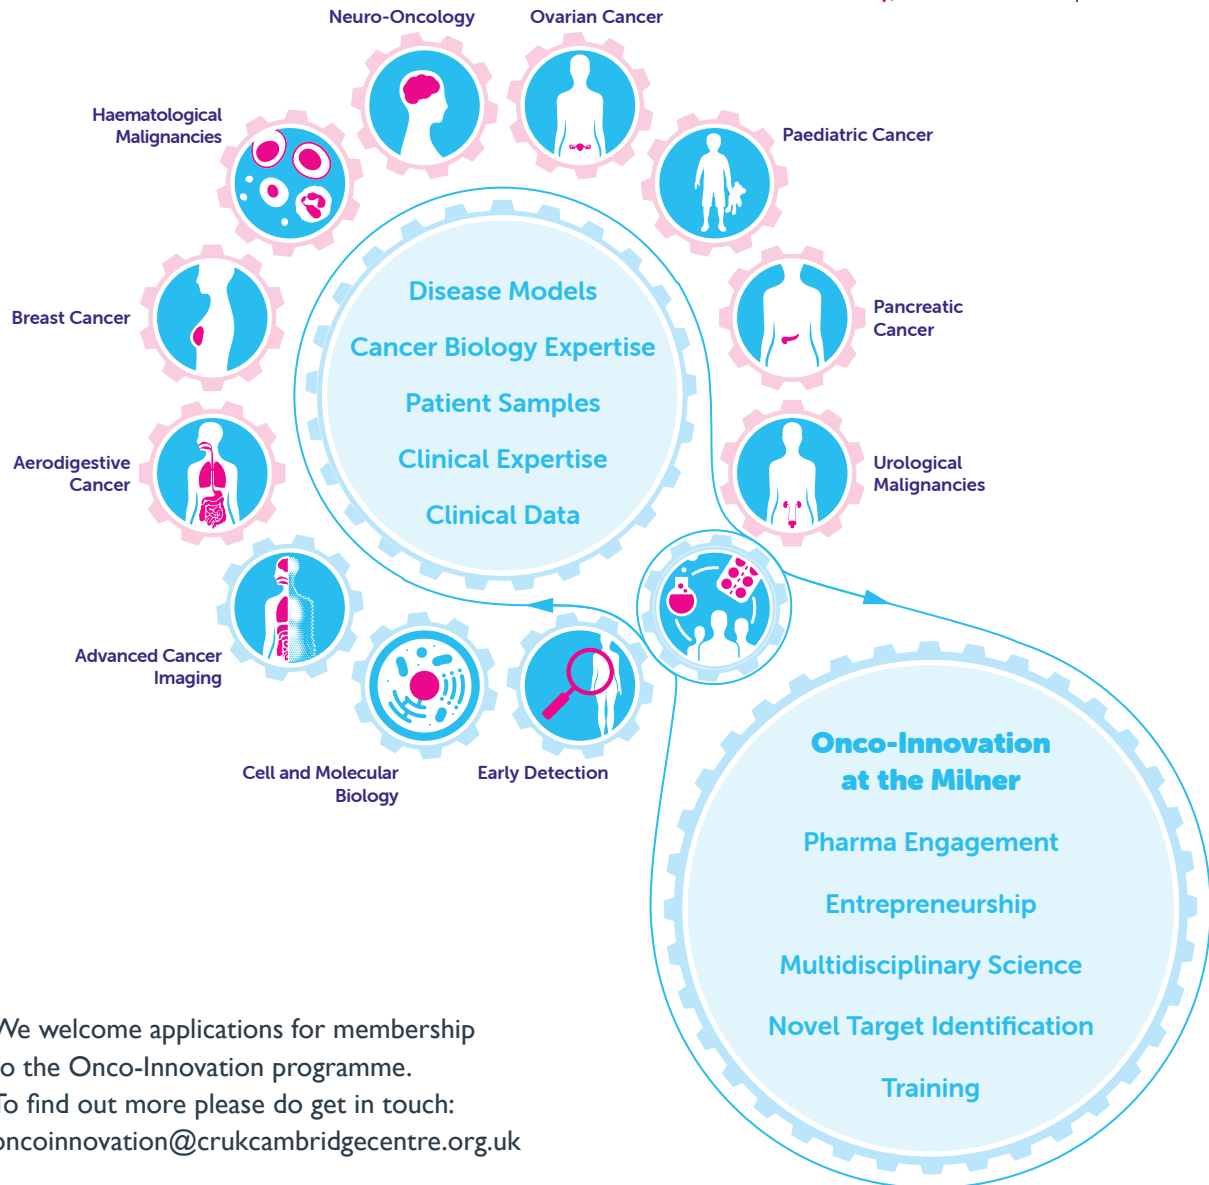 Neuro-Oncology
Ovarian Cancer
Haematological
Malignancies
Paediatric Cancer
Breast Cancer
Pancreatic
Cancer
Aerodigestive
Cancer
Urological
Malignancies
Advanced Cancer
Imaging
Cell and Molecular
Biology
Early Detection
Disease Models
Cancer Biology Expertise
Patient Samples
Clinical Expertise
Clinical Data
Onco-Innovation
at the Milner
Pharma Engagement
Entrepreneurship
Multidisciplinary Science
Novel Target Identification
Training
We welcome applications for membership
to the Onco-Innovation programme.
To find out more please do get in touch:
oncoinnovation@crukcambridgecentre.org.uk